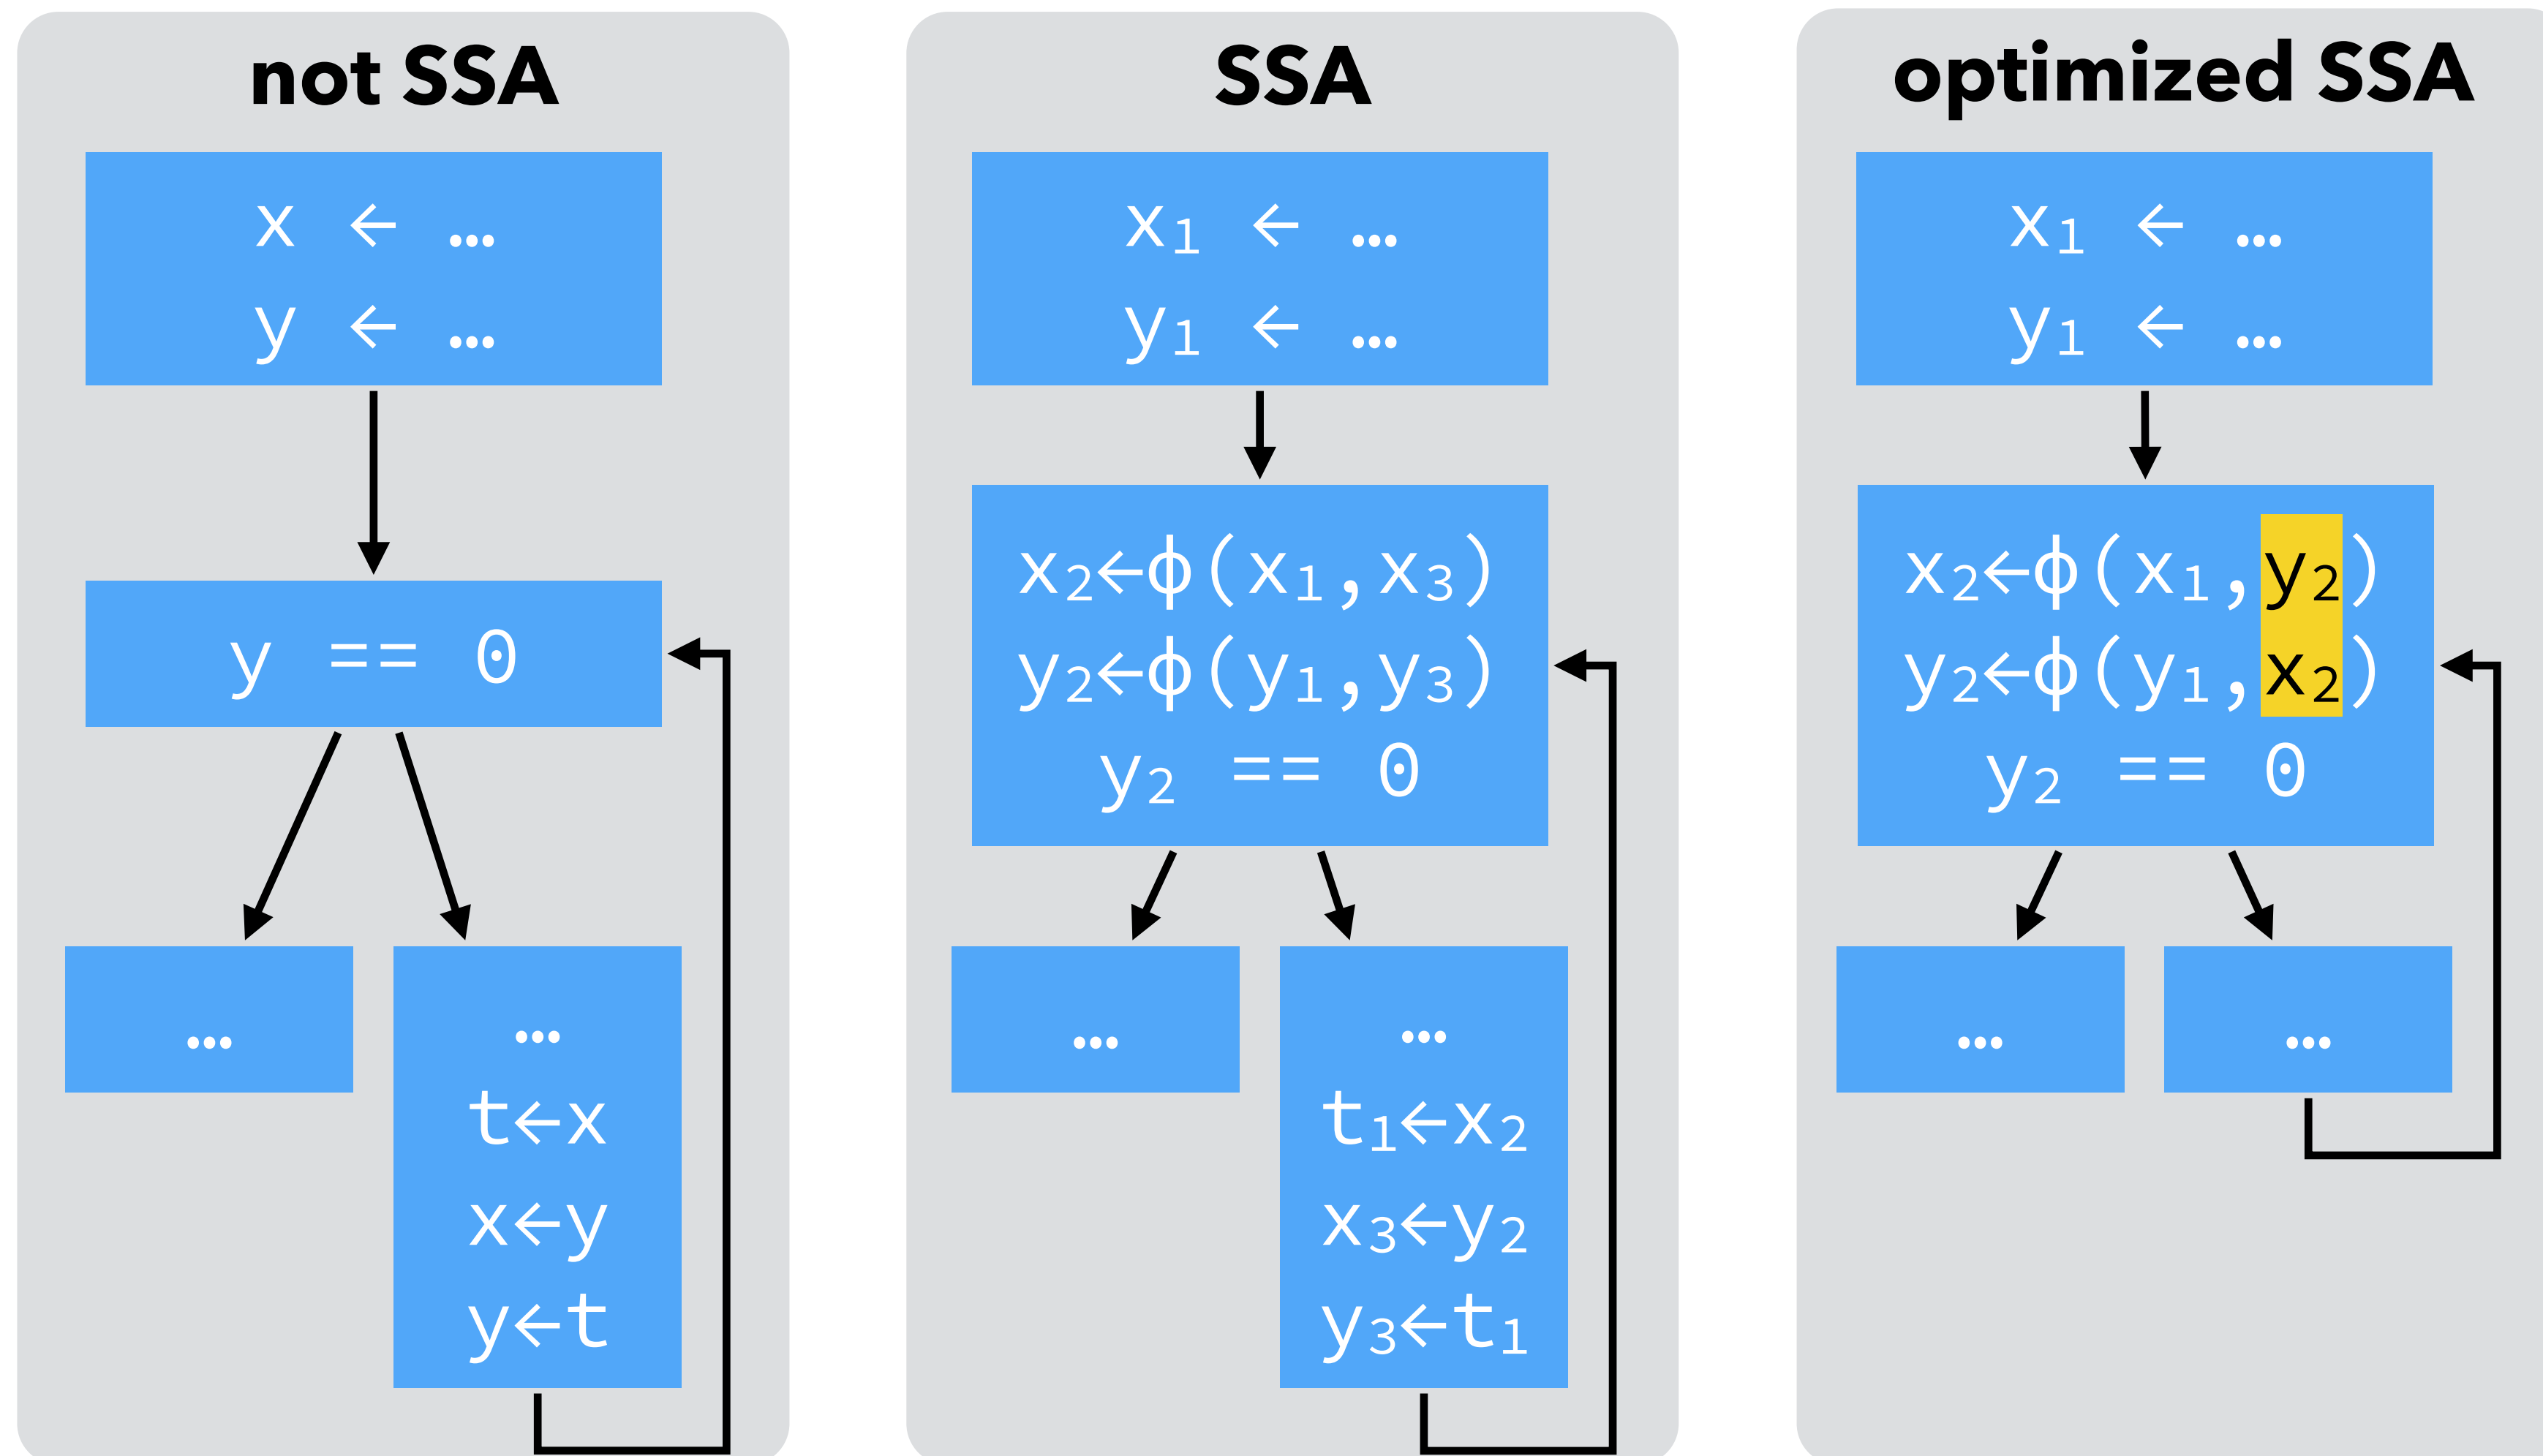 not SSA
x ← …
y ← …
y == 0
…
…
t←x
x←y
y←t
SSA
x₁ ← …
y₁ ← …
x₂←ϕ(x₁,x₃)
y₂←ϕ(y₁,y₃)
y₂ == 0
…
…
t₁←x₂
x₃←y₂
y₃←t₁
optimized SSA
x₁ ← …
y₁ ← …
x₂←ϕ(x₁,y₂)
y₂←ϕ(y₁,x₂)
y₂ == 0
…
…